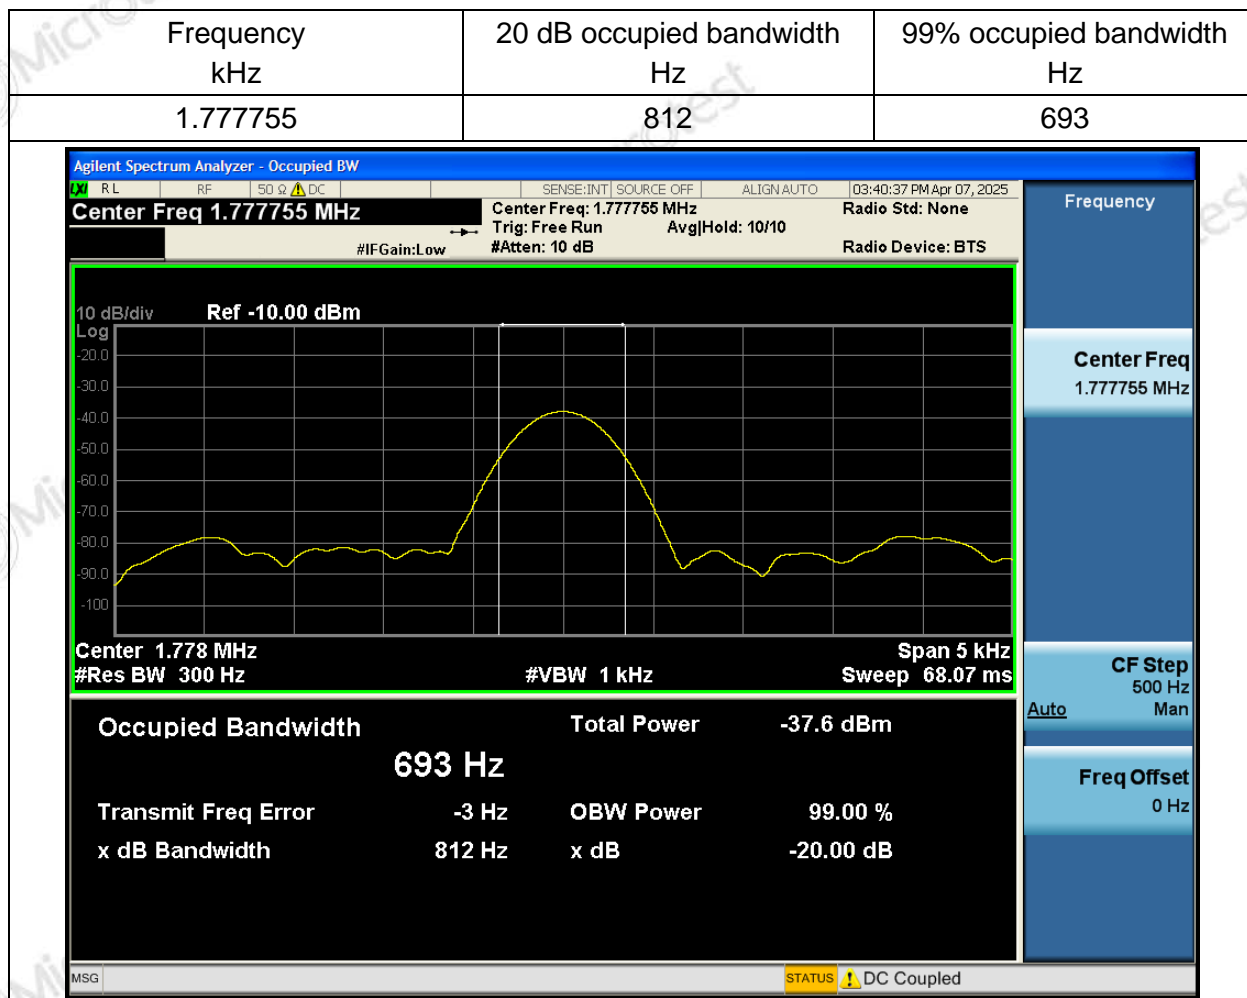 Frequency
kHz
20 dB occupied bandwidth
Hz
99% occupied bandwidth
Hz
1.777755
812
693
Agilent Spectrum Analyzer - Occupied BW
LXI RL RF 50 Ω DC SENSE:INT SOURCE OFF ALIGN AUTO 03:40:37 PM Apr 07, 2025
Center Freq 1.777755 MHz
Center Freq: 1.777755 MHz
Radio Std: None
Trig: Free Run
Avg|Hold: 10/10
#IFGain:Low
#Atten: 10 dB
Radio Device: BTS
10 dB/div
Ref -10.00 dBm
Log
-20.0
-30.0
-40.0
-50.0
-60.0
-70.0
-80.0
-90.0
-100
Center 1.778 MHz
Span 5 kHz
#Res BW 300 Hz
#VBW 1 kHz
Sweep 68.07 ms
Occupied Bandwidth
Total Power -37.6 dBm
693 Hz
Transmit Freq Error -3 Hz
OBW Power 99.00 %
x dB Bandwidth 812 Hz
x dB -20.00 dB
Frequency
Center Freq
1.777755 MHz
CF Step
500 Hz
Auto Man
Freq Offset
0 Hz
MSG
STATUS
DC Coupled